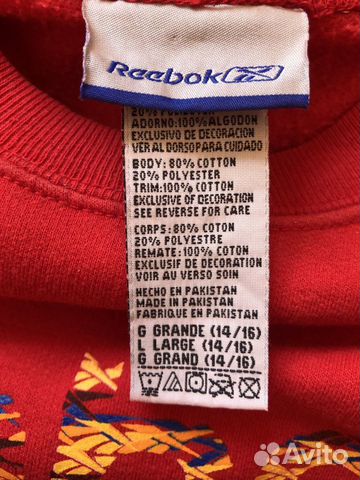 Reebok
20% POLIESTER
ADORNO: 100% ALGODON
EXCLUSIVO DE DECORACION
VER AL DORSO PARA CUIDADO
BODY: 80% COTTON
20% POLYESTER
TRIM: 100% COTTON
EXCLUSIVE OF DECORATION
SEE REVERSE FOR CARE
CORPS: 80% COTON
20% POLYESTRE
REMATE: 100% COTON
EXCLUSIF DE DECORATION
VOIR AU VERSO SOIN
HECHO EN PAKISTAN
MADE IN PAKISTAN
FABRIQUE EN PAKISTAN
G GRANDE (14/16)
L LARGE (14/16)
G GRAND (14/16)
Avito